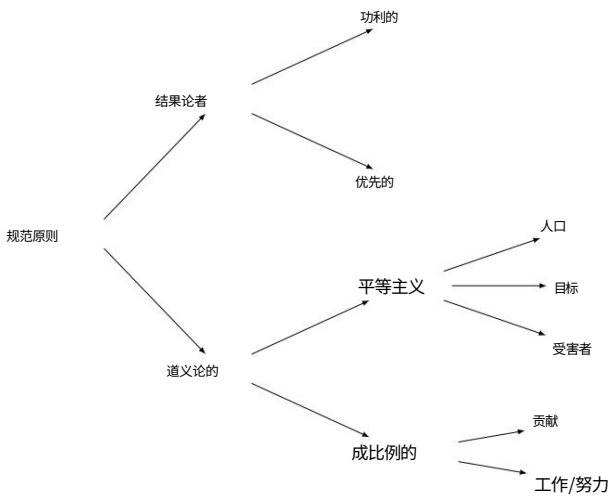 功利的
结果论者
优先的
规范原则
人口
平等主义
目标
受害者
道义论的
贡献
成比例的
工作/努力